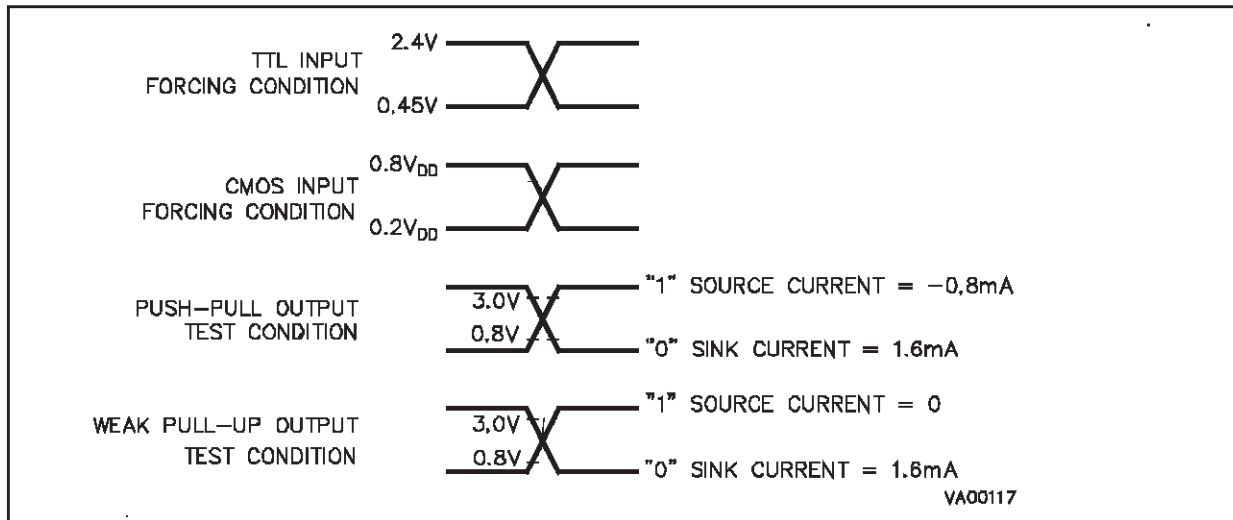 2.4V
TTL INPUT
FORCING CONDITION
0.45V
0.8VDD
CMOS INPUT
FORCING CONDITION
0.2VDD
"1" SOURCE CURRENT = -0.8mA
3.0V
PUSH-PULL OUTPUT
TEST CONDITION
0.8V
"0" SINK CURRENT = 1.6mA
"1" SOURCE CURRENT = 0
3.0V
WEAK PULL-UP OUTPUT
TEST CONDITION
0.8V
"0" SINK CURRENT = 1.6mA
VA00117